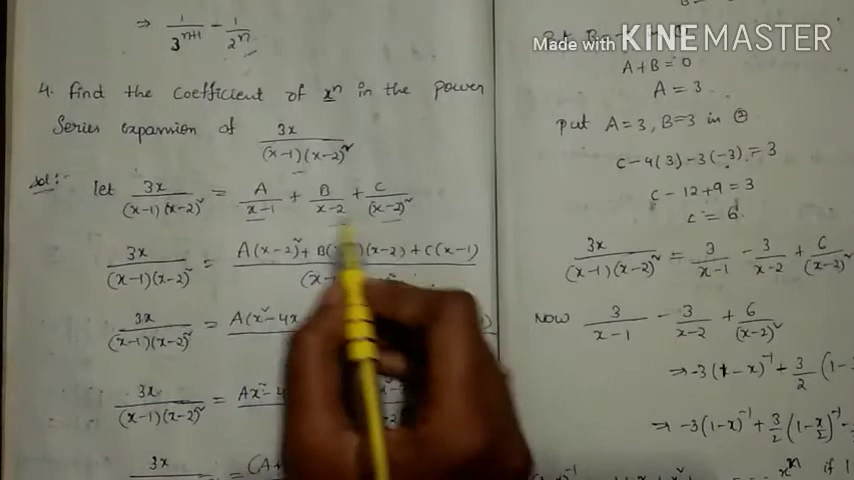 ⇒ 1/3^(n+1) - 1/2^n
4. Find the coefficient of x^n in the power
Series expansion of 3x/((x-1)(x-2)²)
Sol:- let 3x/((x-1)(x-2)²) = A/(x-1) + B/(x-2) + C/(x-2)²
3x/((x-1)(x-2)²) = A(x-2)² + B( )(x-2) + C(x-1)
3x/((x-1)(x-2)²) = A(x²-4x
3x/((x-1)(x-2)²) = Ax²-4
3x = (A+
Made with KINEMASTER
A+B=0
A=3
put A=3, B=3 in ②
C-4(3)-3(-3)=3
C-12+9=3
C=6
3x/((x-1)(x-2)²) = 3/(x-1) - 3/(x-2) + 6/(x-2)²
Now 3/(x-1) - 3/(x-2) + 6/(x-2)²
⇒ -3(1-x)^-1 + 3/2 (1-
⇒ -3(1-x)^-1 + 3/2 (1-x/2)^-1 -